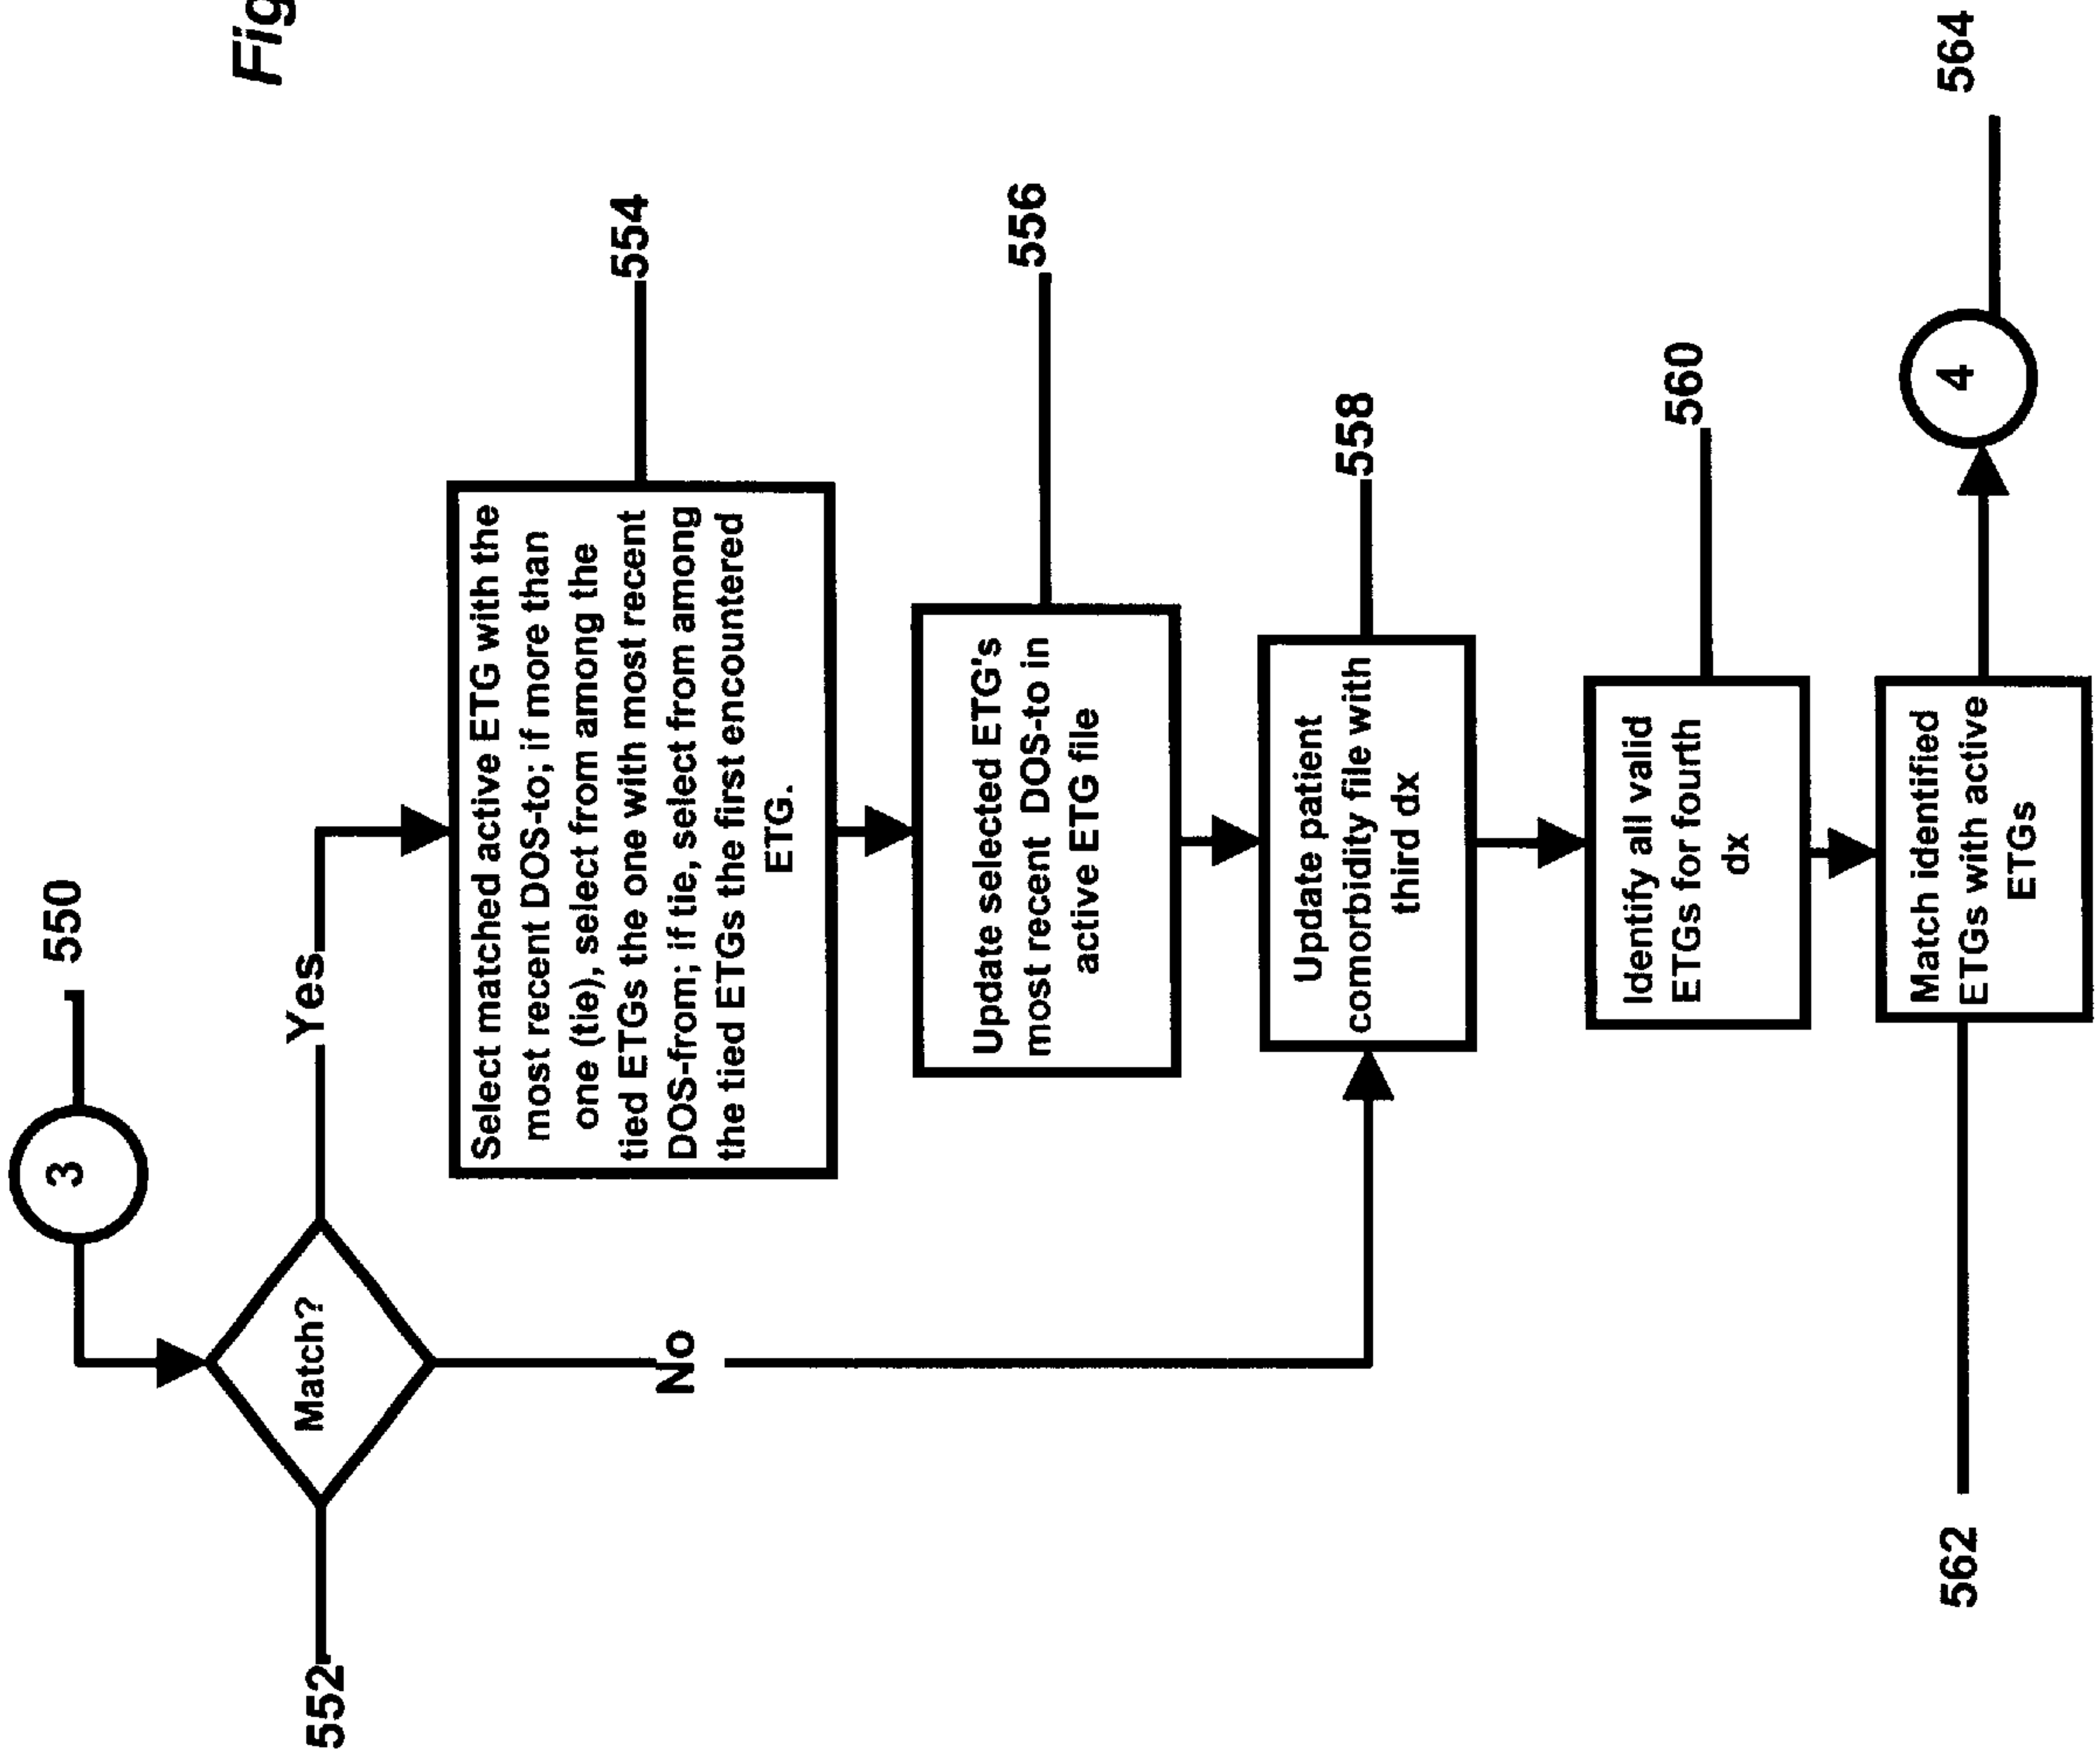 Fig
3
550
Match?
552
Yes
No
Select matched active ETG with the
most recent DOS-to; if more than
one (tie), select from among the
tied ETGs the one with most recent
DOS-from; if tie, select from among
the tied ETGs the first encountered
ETG.
554
Update selected ETG's
most recent DOS-to in
active ETG file
556
Update patient
comorbidity file with
third dx
558
Identify all valid
ETGs for fourth
dx
560
Match identified
ETGs with active
ETGs
562
4
564